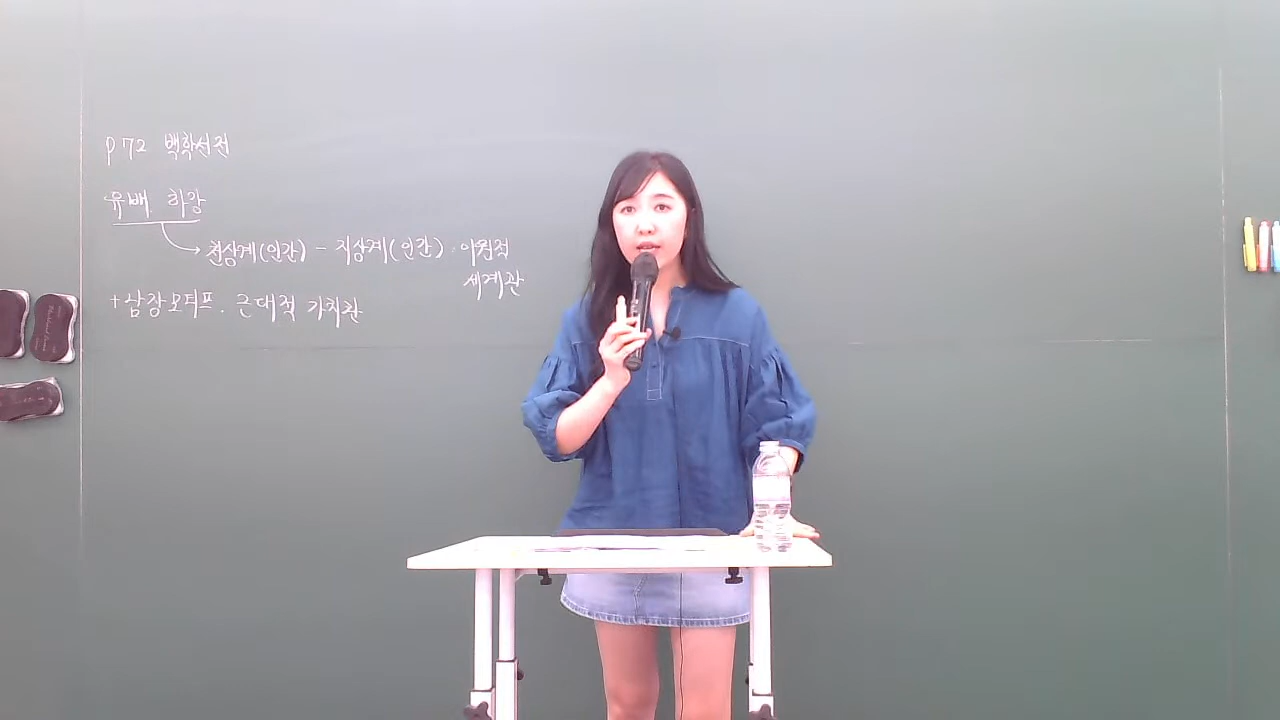 p 72 백학선전
유배 하강
천상계(인간) - 지상계(인간) : 이원적
세계관
+ 남장모티프. 근대적 가치관